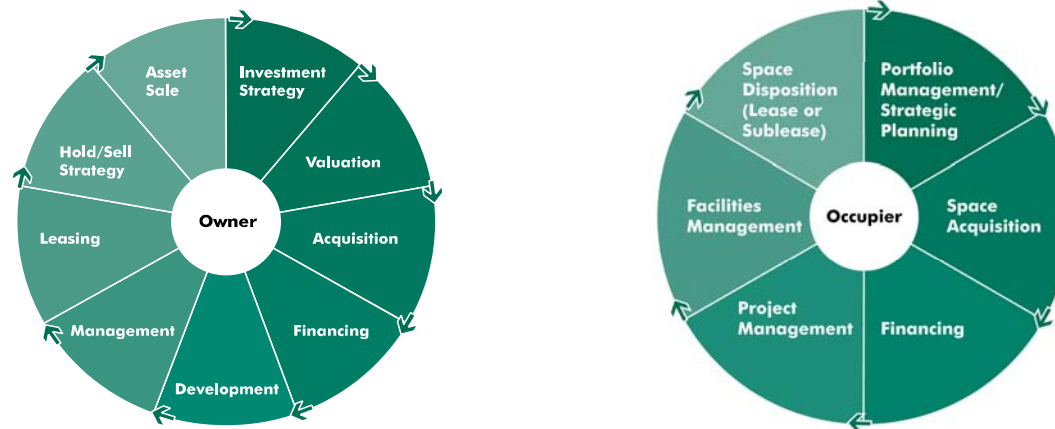 Asset
Sale
Investment
Strategy
Hold/Sell
Strategy
Valuation
Owner
Leasing
Acquisition
Management
Financing
Development
Space
Disposition
(Lease or
Sublease)
Portfolio
Management/
Strategic
Planning
Facilities
Management
Occupier
Space
Acquisition
Project
Management
Financing